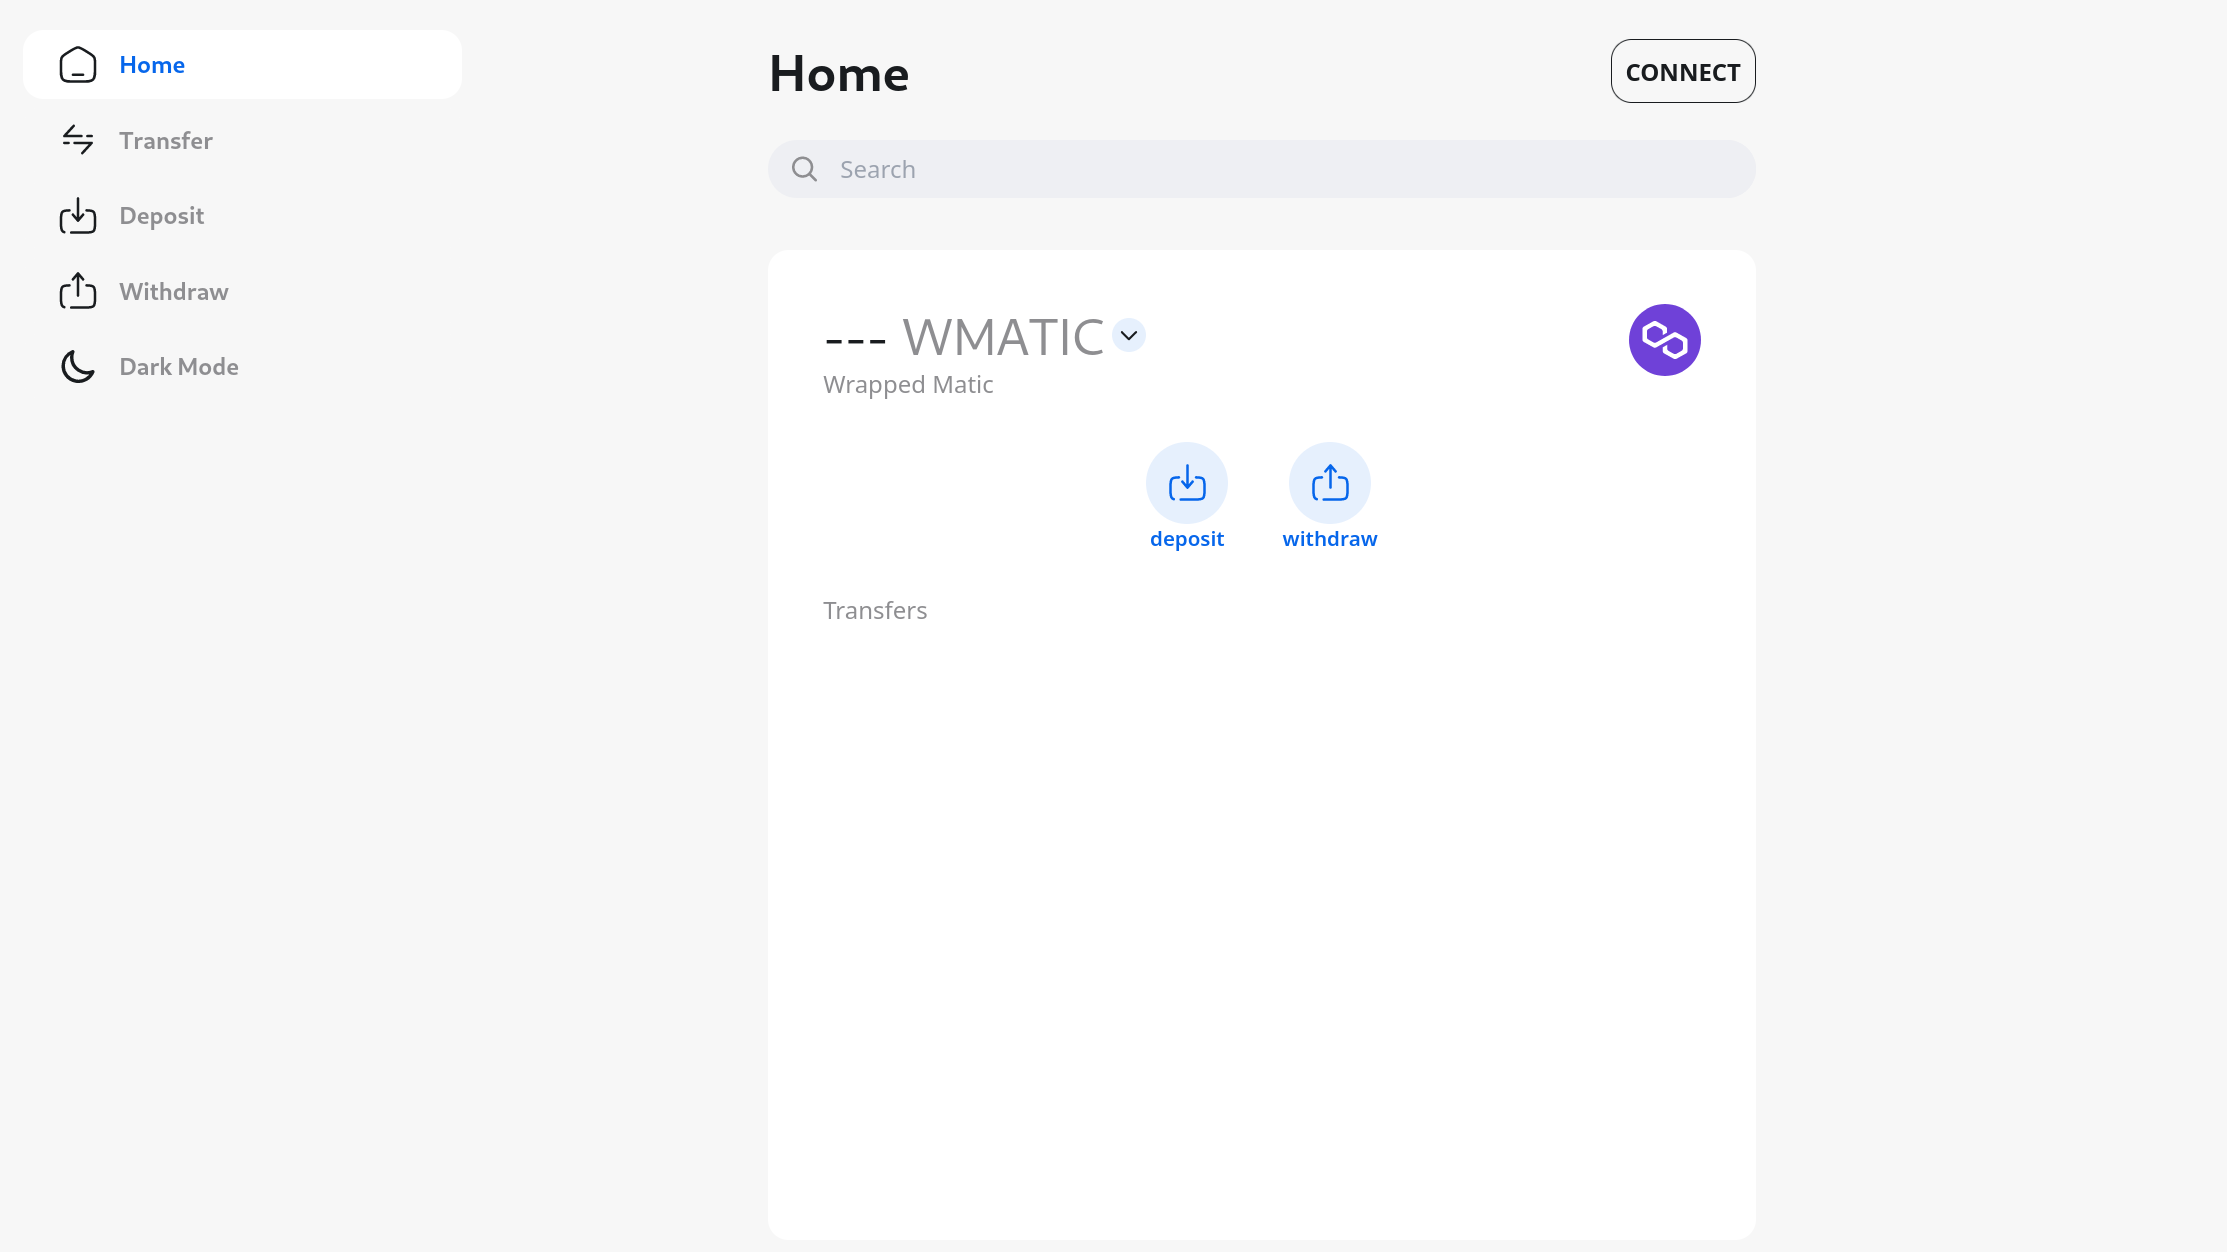 Home
Transfer
Deposit
Withdraw
Dark Mode
Home
CONNECT
Search
--- WMATIC
Wrapped Matic
deposit
withdraw
Transfers